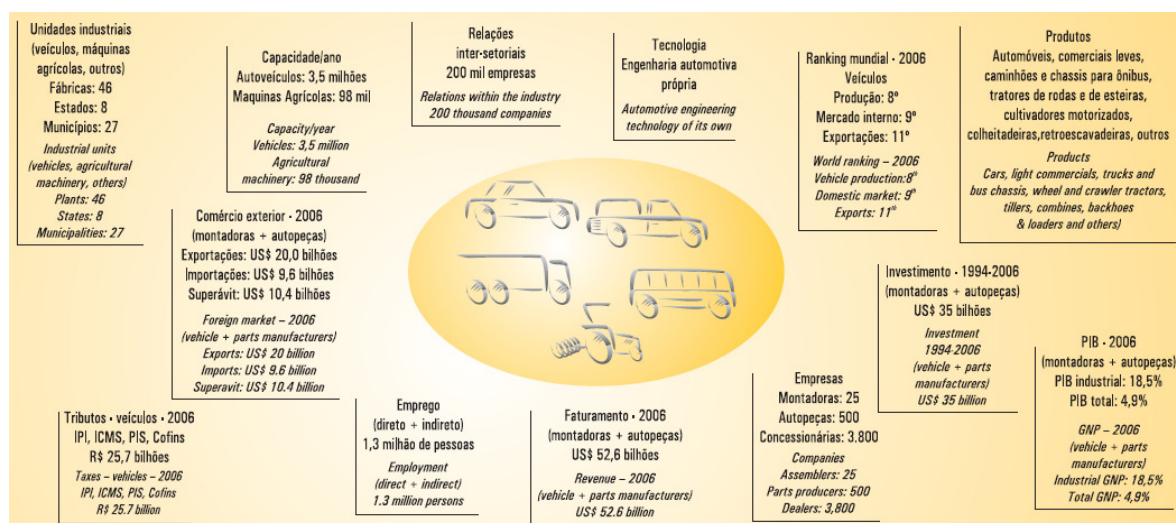 Unidades industriais
(veículos, máquinas
agrícolas, outros)
Fábricas: 46
Estados: 8
Municípios: 27
Industrial units
(vehicles, agricultural
machinery, others)
Plants: 46
States: 8
Municipalities: 27
Capacidade/ano
Autoveículos: 3,5 milhões
Maquinas Agrícolas: 98 mil
Capacity/year
Vehicles: 3,5 million
Agricultural
machinery: 98 thousand
Relações
inter-setoriais
200 mil empresas
Relations within the industry
200 thousand companies
Tecnologia
Engenharia automotiva
própria
Automotive engineering
technology of its own
Ranking mundial - 2006
Veículos
Produção: 8º
Mercado interno: 9º
Exportações: 11º
World ranking – 2006
Vehicle production:8th
Domestic market: 9th
Exports: 11th
Produtos
Automóveis, comerciais leves,
caminhões e chassis para ônibus,
tratores de rodas e de esteiras,
cultivadores motorizados,
colheitadeiras,retroescavadeiras, outros
Products
Cars, light commercials, trucks and
bus chassis, wheel and crawler tractors,
tillers, combines, backhoes
& loaders and others)
Comércio exterior - 2006
(montadoras + autopeças)
Exportações: US$ 20,0 bilhões
Importações: US$ 9,6 bilhões
Superávit: US$ 10,4 bilhões
Foreign market – 2006
(vehicle + parts manufacturers)
Exports: US$ 20 billion
Imports: US$ 9.6 billion
Superavit: US$ 10.4 billion
Investimento - 1994-2006
(montadoras + autopeças)
US$ 35 bilhões
Investment
1994-2006
(vehicle + parts
manufacturers)
US$ 35 billion
PIB - 2006
(montadoras + autopeças)
PIB industrial: 18,5%
PIB total: 4,9%
GNP – 2006
(vehicle + parts
manufacturers)
Industrial GNP: 18,5%
Total GNP: 4,9%
Tributos - veículos - 2006
IPI, ICMS, PIS, Cofins
R$ 25,7 bilhões
Taxes – vehicles – 2006
IPI, ICMS, PIS, Cofins
R$ 25.7 billion
Emprego
(direto + indireto)
1,3 milhão de pessoas
Employment
(direct + indirect)
1.3 million persons
Faturamento - 2006
(montadoras + autopeças)
US$ 52,6 bilhões
Revenue – 2006
(vehicle + parts manufacturers)
US$ 52.6 billion
Empresas
Montadoras: 25
Autopeças: 500
Concessionárias: 3.800
Companies
Assemblers: 25
Parts producers: 500
Dealers: 3,800